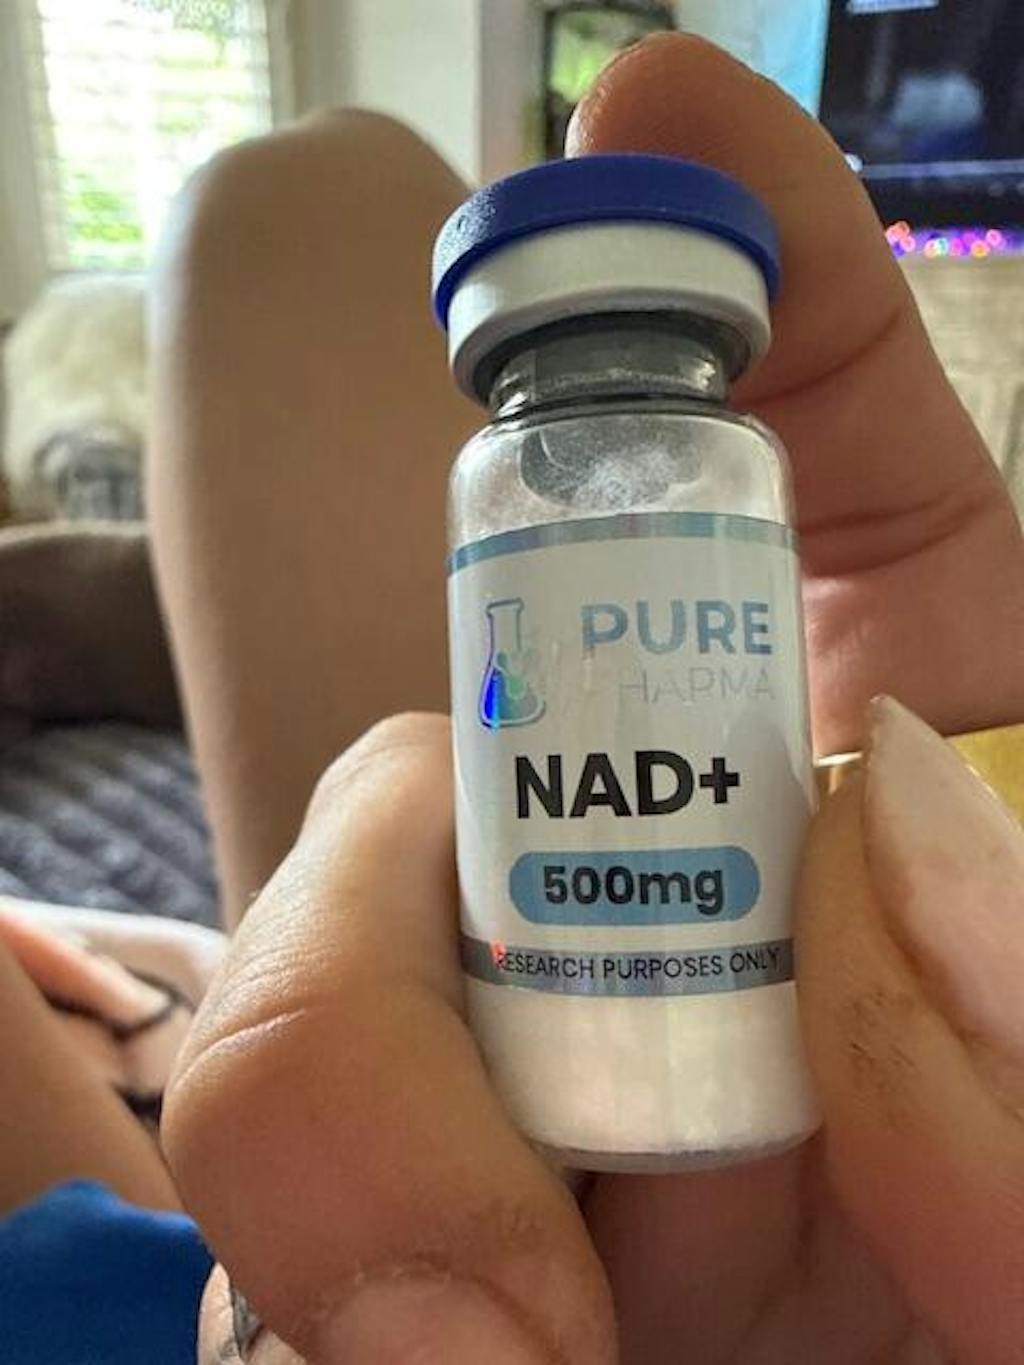 PURE
PHARMA
NAD+
500mg
RESEARCH PURPOSES ONLY